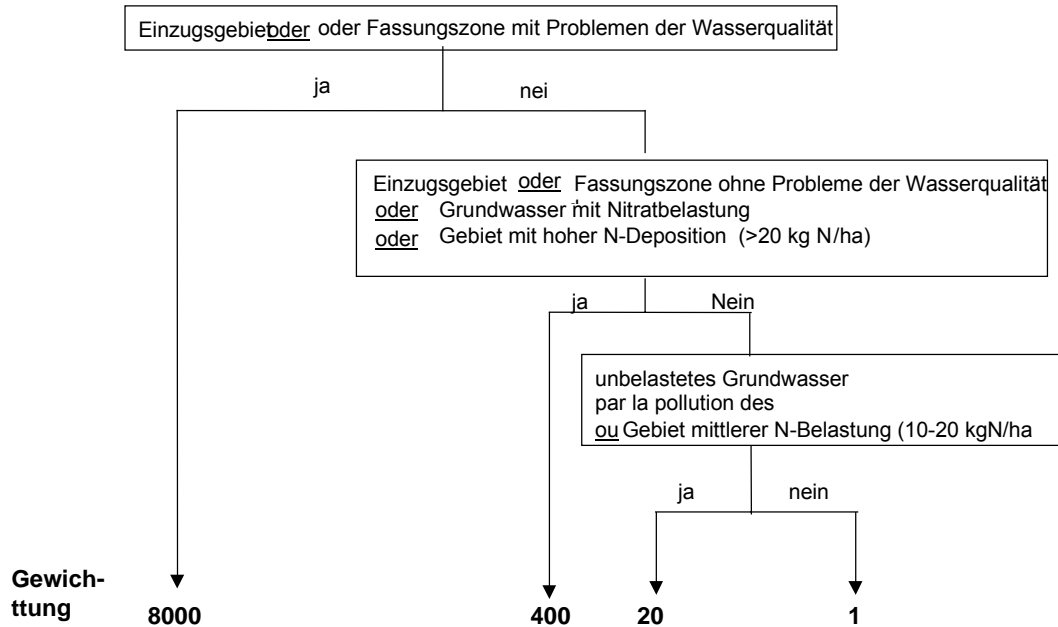 Einzugsgebiet oder oder Fassungszone mit Problemen der Wasserqualität
ja nei
Einzugsgebiet oder Fassungszone ohne Probleme der Wasserqualität
oder Grundwasser mit Nitratbelastung
oder Gebiet mit hoher N-Deposition (>20 kg N/ha)
ja Nein
unbelastetes Grundwasser
par la pollution des
ou Gebiet mittlerer N-Belastung (10-20 kgN/ha
ja nein
Gewich-
ttung 8000 400 20 1